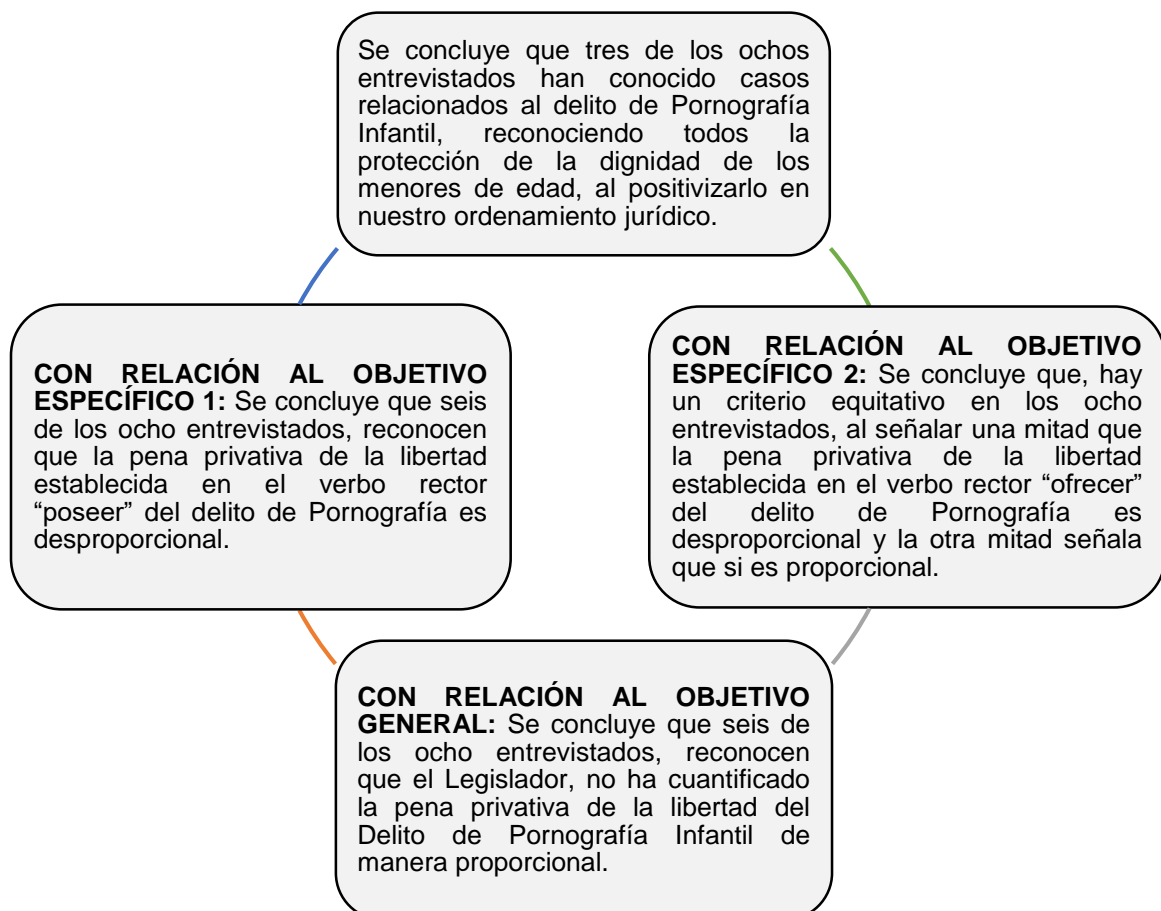 Se concluye que tres de los ochos
entrevistados han conocido casos
relacionados al delito de Pornografía
Infantil, reconociendo todos la
protección de la dignidad de los
menores de edad, al positivizarlo en
nuestro ordenamiento jurídico.
CON RELACIÓN AL OBJETIVO
ESPECÍFICO 1: Se concluye que seis
de los ocho entrevistados, reconocen
que la pena privativa de la libertad
establecida en el verbo rector
“poseer” del delito de Pornografía es
desproporcional.
CON RELACIÓN AL OBJETIVO
ESPECÍFICO 2: Se concluye que, hay
un criterio equitativo en los ocho
entrevistados, al señalar una mitad que
la pena privativa de la libertad
establecida en el verbo rector “ofrecer”
del delito de Pornografía es
desproporcional y la otra mitad señala
que si es proporcional.
CON RELACIÓN AL OBJETIVO
GENERAL: Se concluye que seis de
los ocho entrevistados, reconocen
que el Legislador, no ha cuantificado
la pena privativa de la libertad del
Delito de Pornografía Infantil de
manera proporcional.